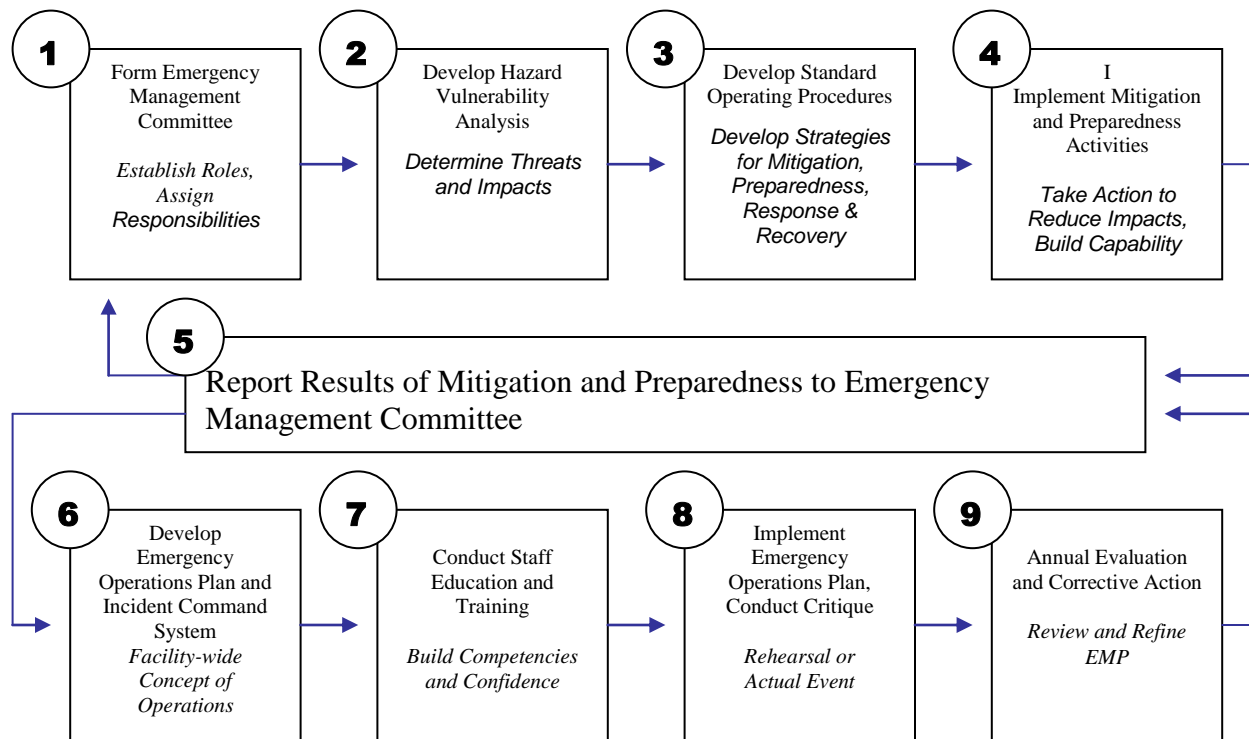 1
Form Emergency
Management
Committee
Establish Roles,
Assign
Responsibilities
2
Develop Hazard
Vulnerability
Analysis
Determine Threats
and Impacts
3
Develop Standard
Operating Procedures
Develop Strategies
for Mitigation,
Preparedness,
Response &
Recovery
4
I
Implement Mitigation
and Preparedness
Activities
Take Action to
Reduce Impacts,
Build Capability
5
Report Results of Mitigation and Preparedness to Emergency
Management Committee
6
Develop
Emergency
Operations Plan and
Incident Command
System
Facility-wide
Concept of
Operations
7
Conduct Staff
Education and
Training
Build Competencies
and Confidence
8
Implement
Emergency
Operations Plan,
Conduct Critique
Rehearsal or
Actual Event
9
Annual Evaluation
and Corrective Action
Review and Refine
EMP